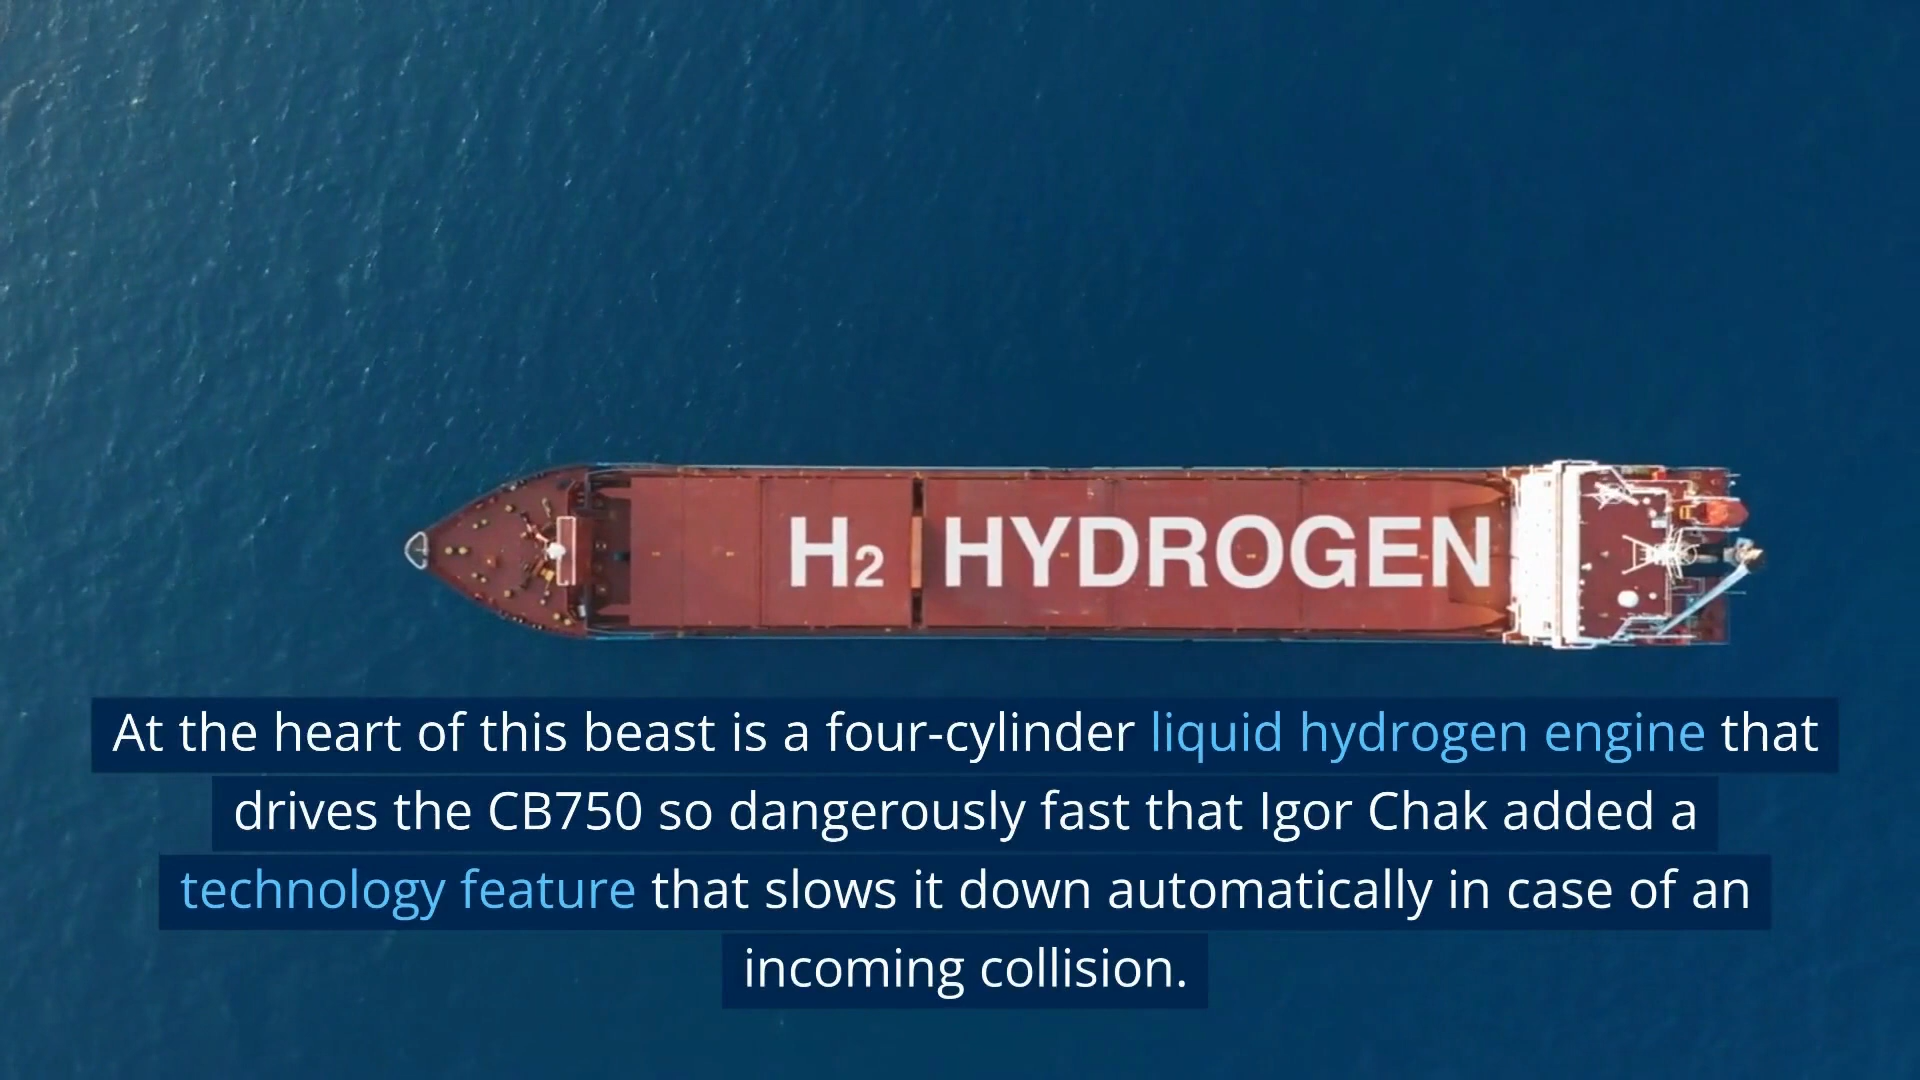 H2 HYDROGEN
At the heart of this beast is a four-cylinder liquid hydrogen engine that
drives the CB750 so dangerously fast that Igor Chak added a
technology feature that slows it down automatically in case of an
incoming collision.